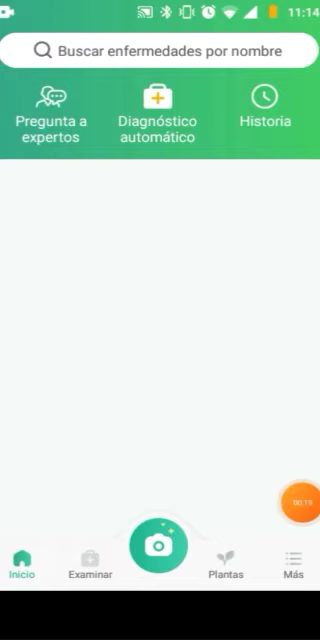 11:14
Buscar enfermedades por nombre
Pregunta a
expertos
Diagnóstico
automático
Historia
00:19
Inicio
Examinar
Plantas
Más